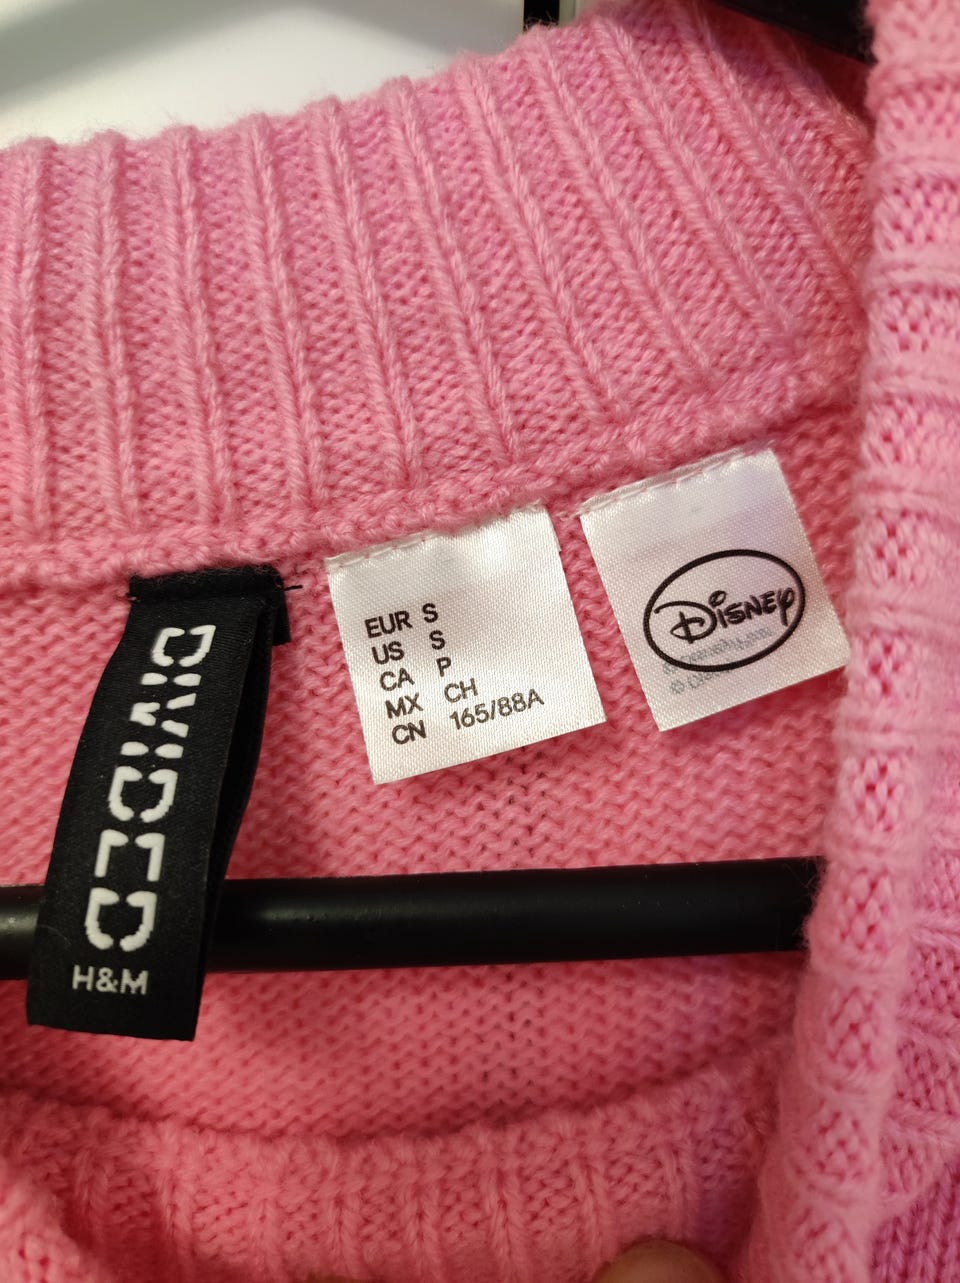 DIVIDED
H&M
EUR S
US S
CA P
MX CH
CN 165/88A
Disney
©